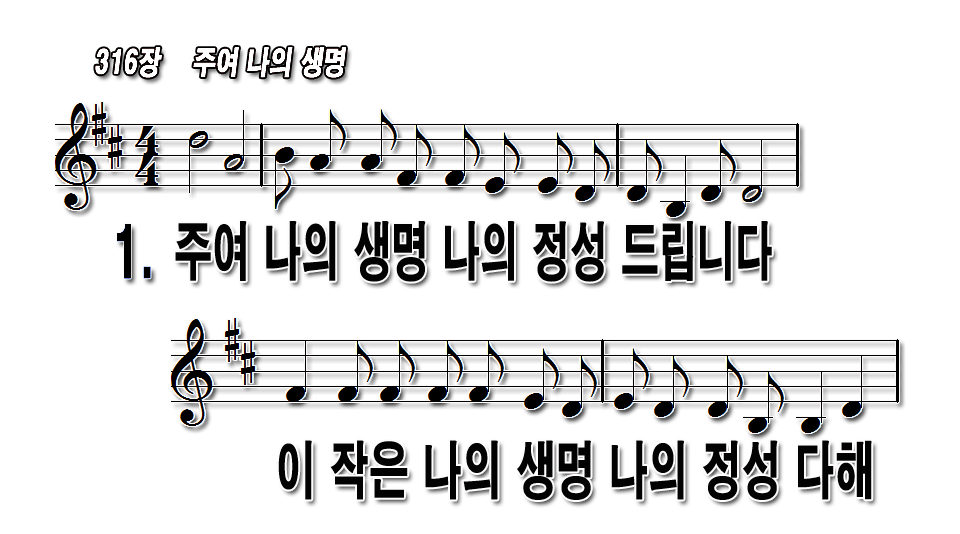 316장 주여 나의 생명
4
4
1. 주여 나의 생명 나의 정성 드립니다
이 작은 나의 생명 나의 정성 다해